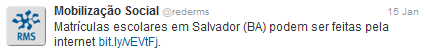 RMS
Mobilização Social @rederms 15 Jan
Matrículas escolares em Salvador (BA) podem ser feitas pela
internet bit.ly/vEVtFj.